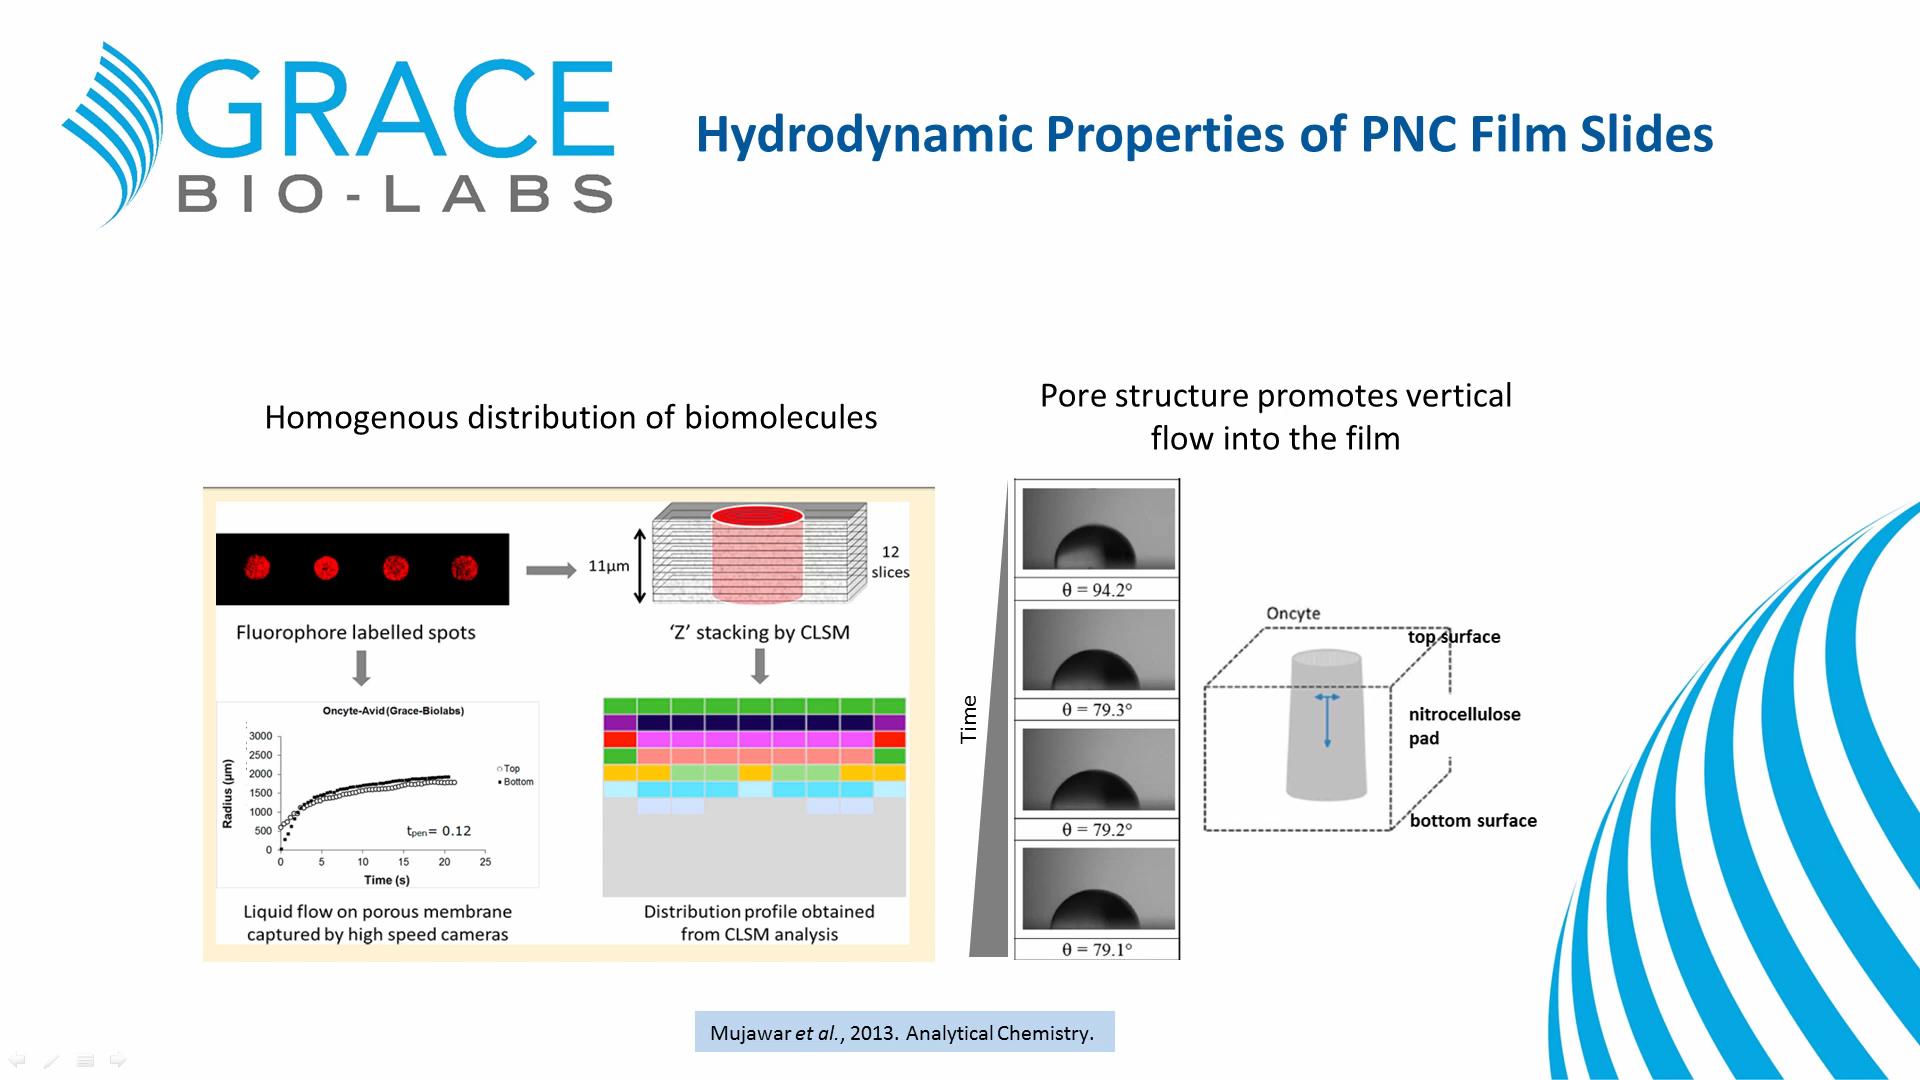 GRACE
BIO-LABS
Hydrodynamic Properties of PNC Film Slides
Homogenous distribution of biomolecules
Pore structure promotes vertical
flow into the film
11μm
12
slices
Fluorophore labelled spots
‘Z’ stacking by CLSM
Oncyte-Avid (Grace-Biolabs)
Radius (μm)
3000
2500
2000
1500
1000
500
0
0 5 10 15 20 25
Time (s)
Top
Bottom
tpen= 0.12
Liquid flow on porous membrane
captured by high speed cameras
Distribution profile obtained
from CLSM analysis
Time
θ = 94.2°
θ = 79.3°
θ = 79.2°
θ = 79.1°
Oncyte
top surface
nitrocellulose
pad
bottom surface
Mujawar et al., 2013. Analytical Chemistry.